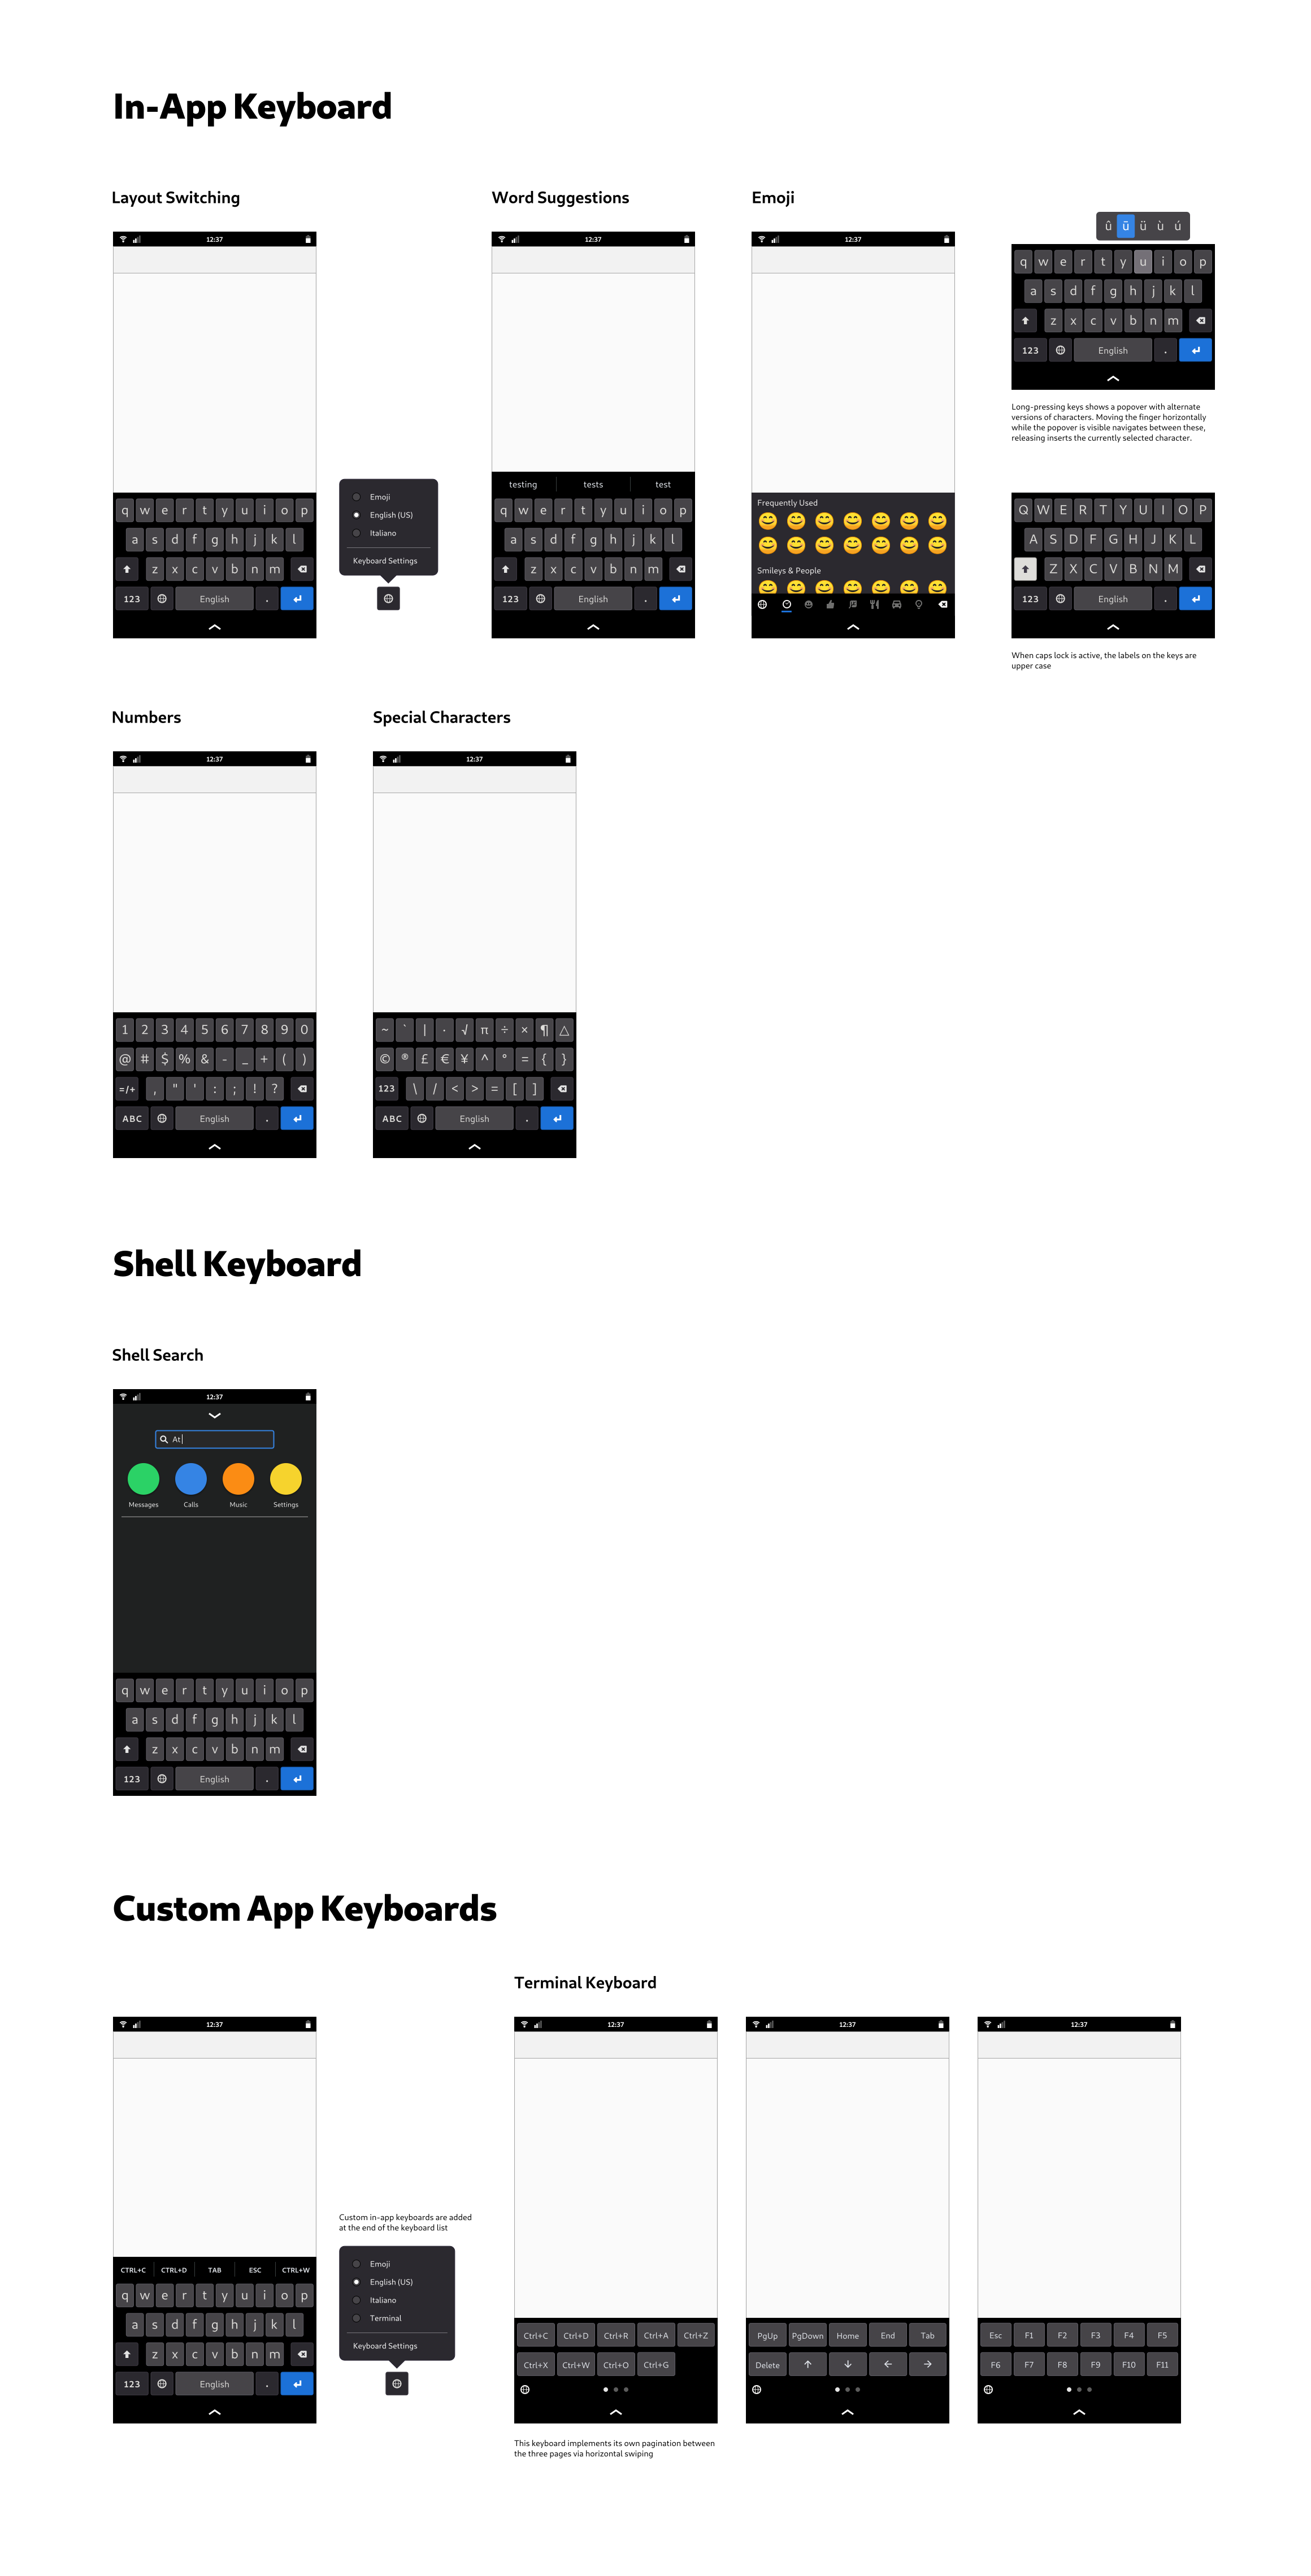 In-App Keyboard
Layout Switching
12:37
q w e r t y u i o p
a s d f g h j k l
z x c v b n m
123 English .
Emoji
English (US)
Italiano
Keyboard Settings
Word Suggestions
12:37
testing tests test
q w e r t y u i o p
a s d f g h j k l
z x c v b n m
123 English .
Emoji
12:37
Frequently Used
Smileys & People
û ū ü ù ú
q w e r t y u i o p
a s d f g h j k l
z x c v b n m
123 English .
Long-pressing keys shows a popover with alternate
versions of characters. Moving the finger horizontally
while the popover is visible navigates between these,
releasing inserts the currently selected character.
Q W E R T Y U I O P
A S D F G H J K L
Z X C V B N M
123 English .
When caps lock is active, the labels on the keys are
upper case
Numbers
12:37
1 2 3 4 5 6 7 8 9 0
@ # $ % & - _ + ( )
=/+ , " ' : ; ! ?
ABC English .
Special Characters
12:37
~ ` | · √ π ÷ × ¶ △
© ® £ € ¥ ^ ° = { }
123 \ / < > = [ ]
ABC English .
Shell Keyboard
Shell Search
12:37
At
Messages Calls Music Settings
q w e r t y u i o p
a s d f g h j k l
z x c v b n m
123 English .
Custom App Keyboards
12:37
CTRL+C CTRL+D TAB ESC CTRL+W
q w e r t y u i o p
a s d f g h j k l
z x c v b n m
123 English .
Custom in-app keyboards are added
at the end of the keyboard list
Emoji
English (US)
Italiano
Terminal
Keyboard Settings
Terminal Keyboard
12:37
Ctrl+C Ctrl+D Ctrl+R Ctrl+A Ctrl+Z
Ctrl+X Ctrl+W Ctrl+O Ctrl+G
This keyboard implements its own pagination between
the three pages via horizontal swiping
12:37
PgUp PgDown Home End Tab
Delete ↑ ↓ ← →
12:37
Esc F1 F2 F3 F4 F5
F6 F7 F8 F9 F10 F11